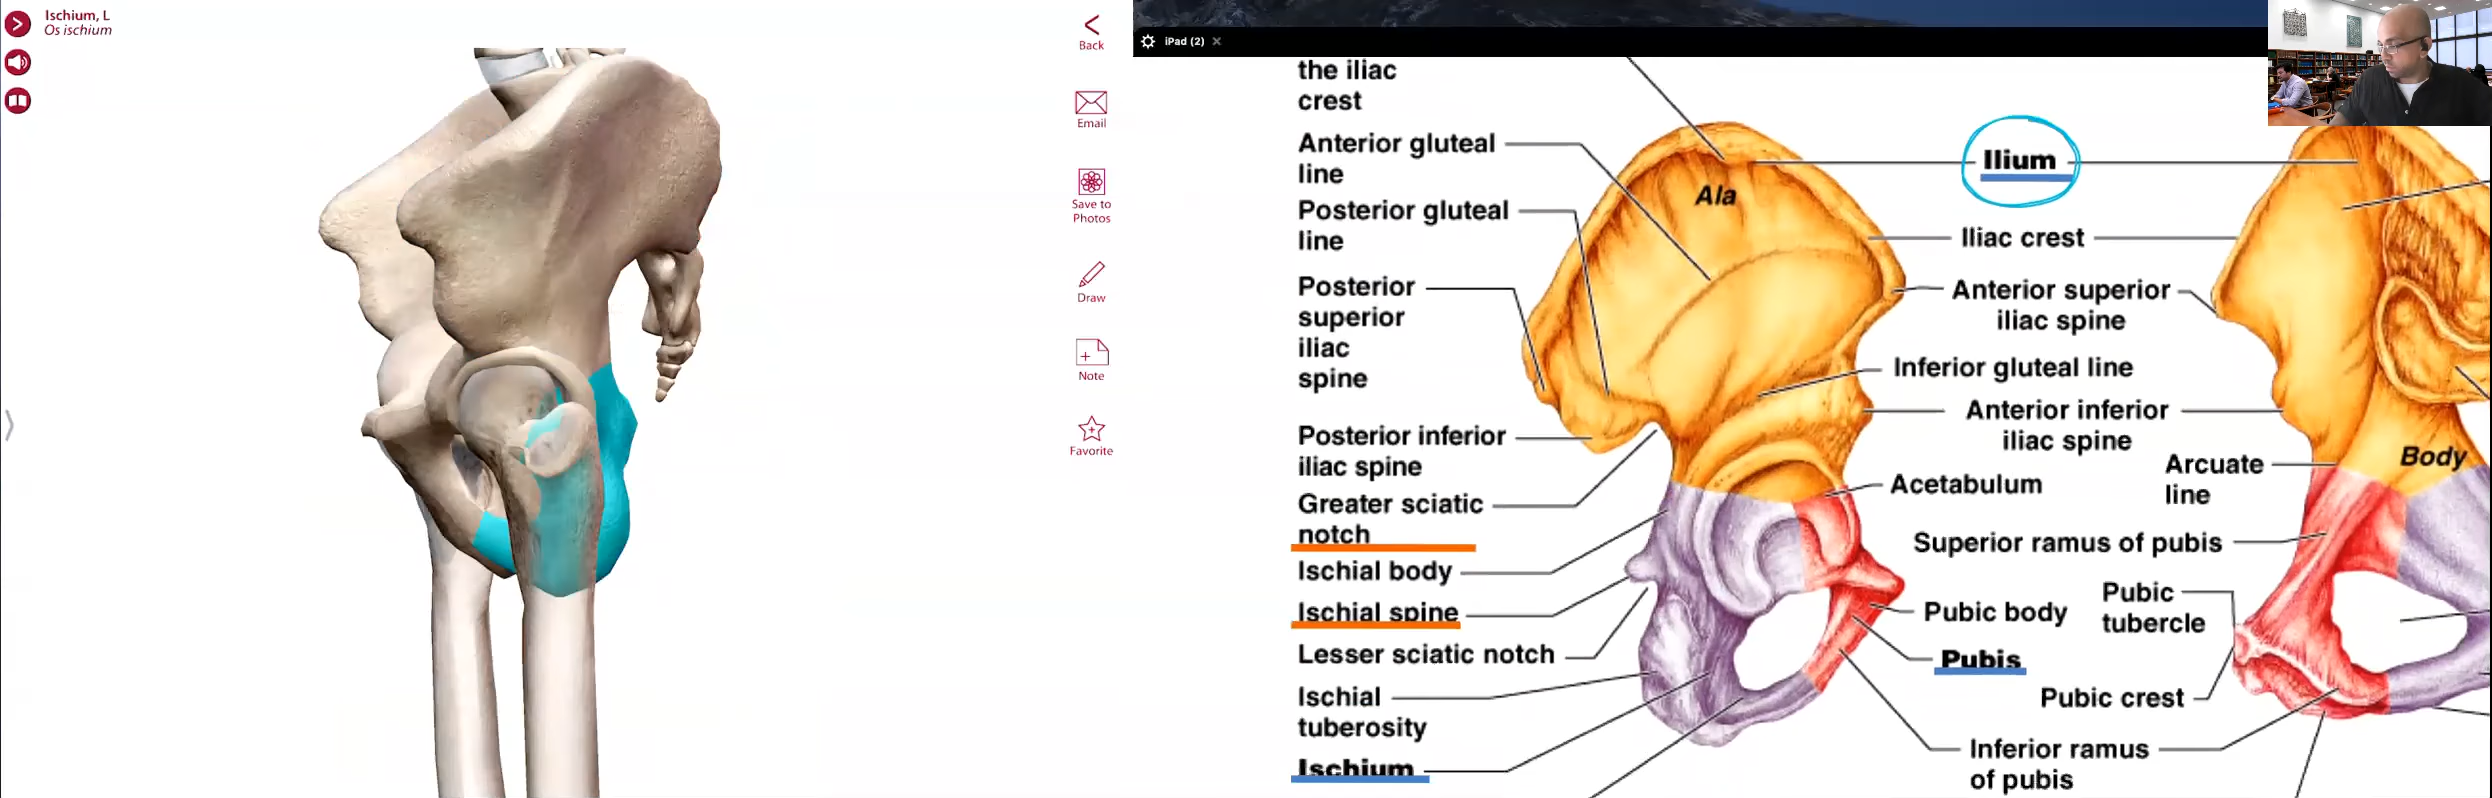 Ischium, L
Os ischium
Back
Email
Save to
Photos
Draw
Note
Favorite
iPad (2)
the iliac
crest
Anterior gluteal
line
Posterior gluteal
line
Posterior
superior
iliac
spine
Posterior inferior
iliac spine
Greater sciatic
notch
Ischial body
Ischial spine
Lesser sciatic notch
Ischial
tuberosity
Ischium
Ala
Ilium
Iliac crest
Anterior superior
iliac spine
Inferior gluteal line
Anterior inferior
iliac spine
Acetabulum
Arcuate
line
Body
Superior ramus of pubis
Pubic body
Pubis
Pubic
tubercle
Pubic crest
Inferior ramus
of pubis